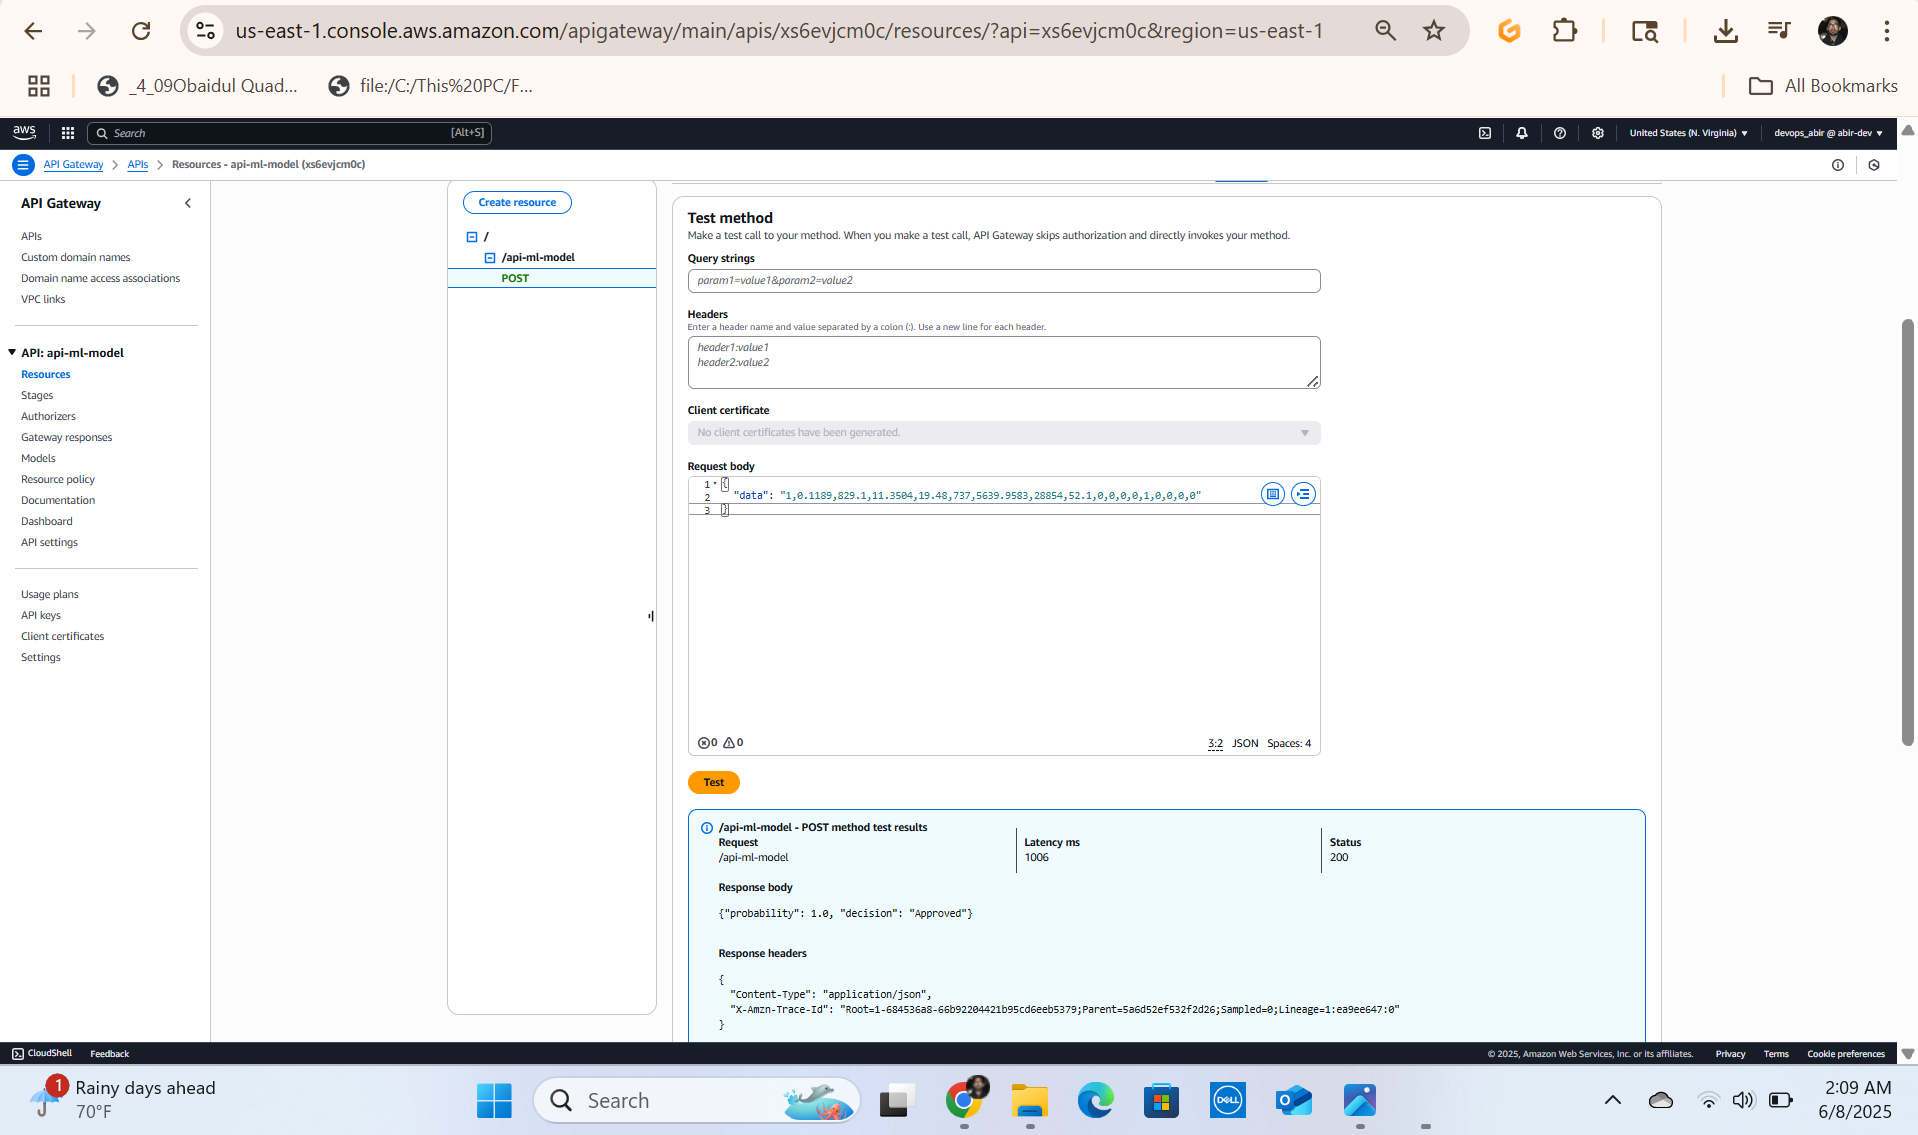 us-east-1.console.aws.amazon.com/apigateway/main/apis/xs6evjcm0c/resources/?api=xs6evjcm0c&region=us-east-1
_4_09Obaidul Quad...
file:/C:/This%20PC/F...
All Bookmarks
aws
Search
[Alt+S]
United States (N. Virginia)
devops_abir @ abir-dev
API Gateway
APIs
Resources - api-ml-model (xs6evjcm0c)
API Gateway
APIs
Custom domain names
Domain name access associations
VPC links
API: api-ml-model
Resources
Stages
Authorizers
Gateway responses
Models
Resource policy
Documentation
Dashboard
API settings
Usage plans
API keys
Client certificates
Settings
Create resource
/
/api-ml-model
POST
Test method
Make a test call to your method. When you make a test call, API Gateway skips authorization and directly invokes your method.
Query strings
param1=value1&param2=value2
Headers
Enter a header name and value separated by a colon (:). Use a new line for each header.
header1:value1
header2:value2
Client certificate
No client certificates have been generated.
Request body
1 {
2 "data": "1,0.1189,829.1,11.3504,19.48,737,5639.9583,28854,52.1,0,0,0,0,1,0,0,0,0"
3 }
0 0
3:2 JSON Spaces: 4
Test
/api-ml-model - POST method test results
Request
/api-ml-model
Latency ms
1006
Status
200
Response body
{"probability": 1.0, "decision": "Approved"}
Response headers
{
"Content-Type": "application/json",
"X-Amzn-Trace-Id": "Root=1-684536a8-66b92204421b95cd6eeb5379;Parent=5a6d52ef532f2d26;Sampled=0;Lineage=1:ea9ee647:0"
}
CloudShell
Feedback
© 2025, Amazon Web Services, Inc. or its affiliates.
Privacy
Terms
Cookie preferences
1
Rainy days ahead
70°F
Search
DELL
2:09 AM
6/8/2025